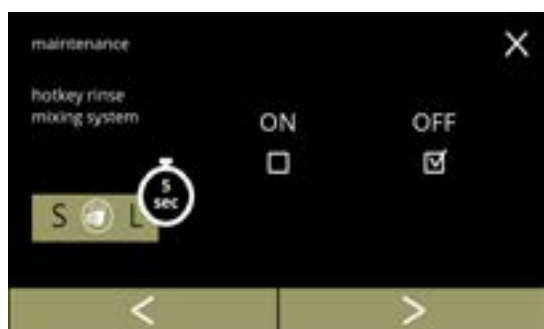 maintenance
hotkey rinse
mixing system
ON
OFF
5
sec
S
L